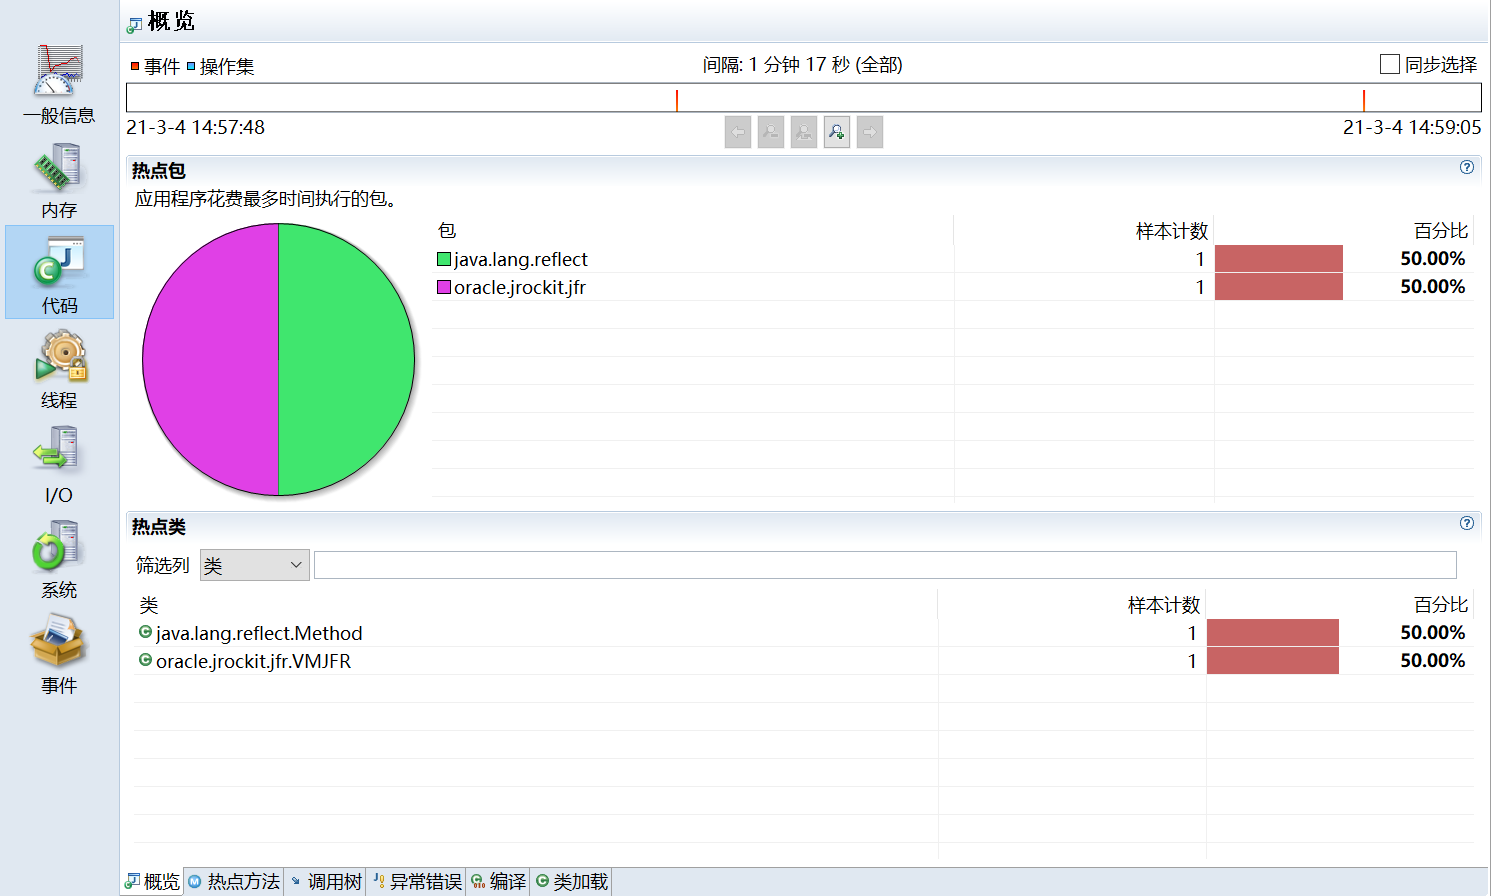 概览
事件 操作集 间隔: 1 分钟 17 秒 (全部) 同步选择
21-3-4 14:57:48 21-3-4 14:59:05
一般信息
内存
代码
线程
I/O
系统
事件
热点包
应用程序花费最多时间执行的包。
包 样本计数 百分比
java.lang.reflect 1 50.00%
oracle.jrockit.jfr 1 50.00%
热点类
筛选列 类
类 样本计数 百分比
java.lang.reflect.Method 1 50.00%
oracle.jrockit.jfr.VMJFR 1 50.00%
概览 热点方法 调用树 异常错误 编译 类加载